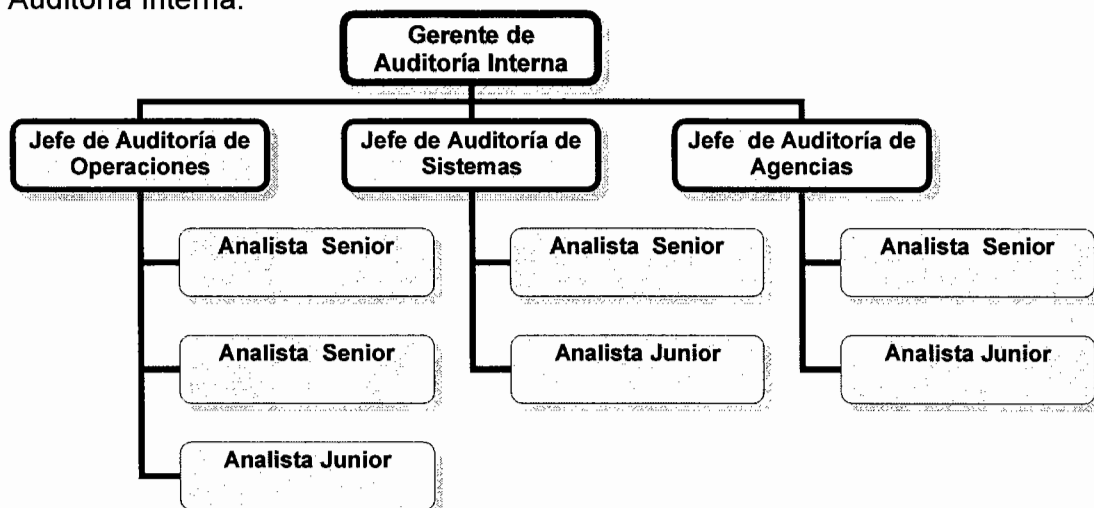 Auditoría Interna.
Gerente de
Auditoría Interna
Jefe de Auditoría de
Operaciones
Jefe de Auditoría de
Sistemas
Jefe de Auditoría de
Agencias
Analista Senior
Analista Senior
Analista Senior
Analista Senior
Analista Junior
Analista Junior
Analista Junior